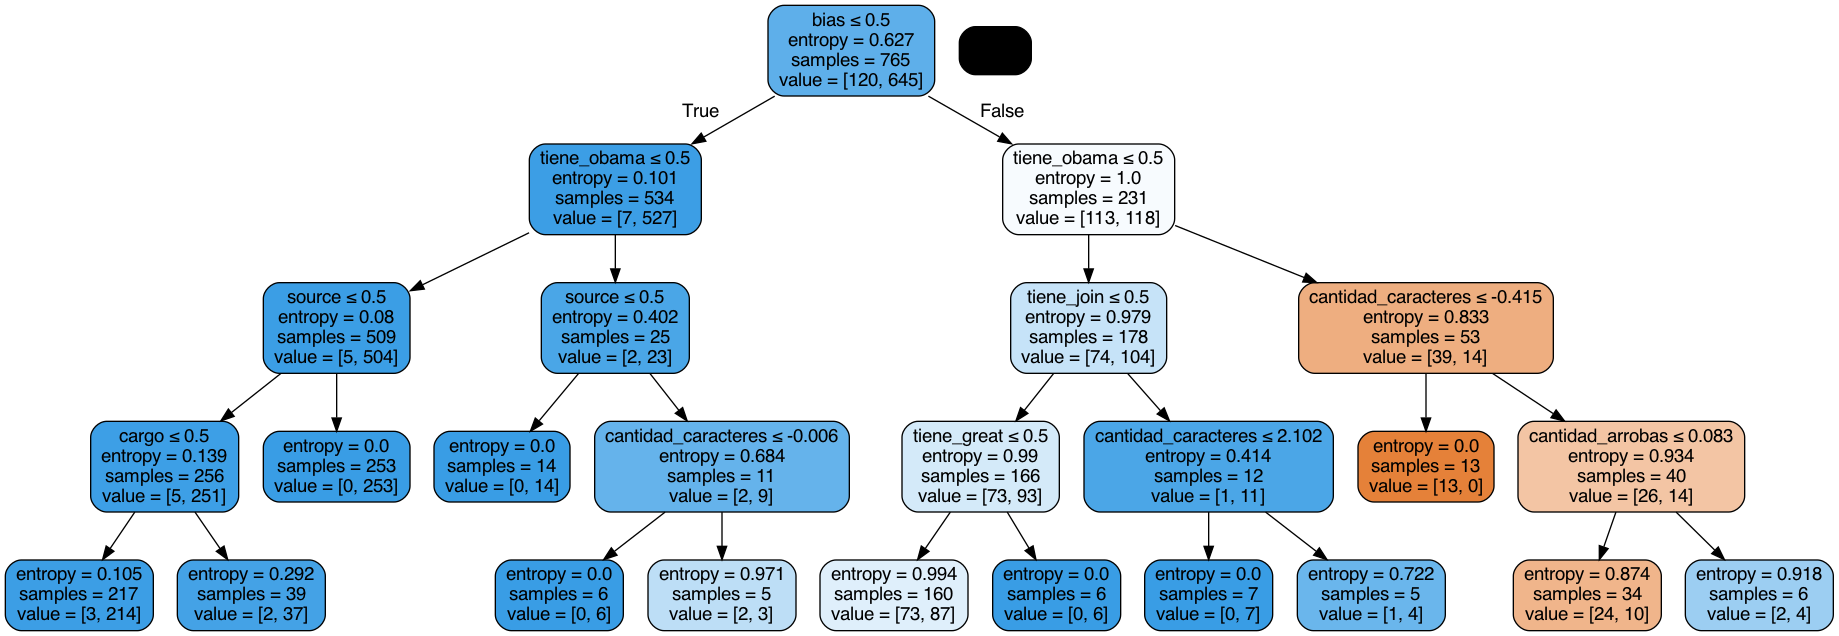 bias ≤ 0.5
entropy = 0.627
samples = 765
value = [120, 645]
True
False
tiene_obama ≤ 0.5
entropy = 0.101
samples = 534
value = [7, 527]
tiene_obama ≤ 0.5
entropy = 1.0
samples = 231
value = [113, 118]
source ≤ 0.5
entropy = 0.08
samples = 509
value = [5, 504]
source ≤ 0.5
entropy = 0.402
samples = 25
value = [2, 23]
tiene_join ≤ 0.5
entropy = 0.979
samples = 178
value = [74, 104]
cantidad_caracteres ≤ -0.415
entropy = 0.833
samples = 53
value = [39, 14]
cargo ≤ 0.5
entropy = 0.139
samples = 256
value = [5, 251]
entropy = 0.0
samples = 253
value = [0, 253]
entropy = 0.0
samples = 14
value = [0, 14]
cantidad_caracteres ≤ -0.006
entropy = 0.684
samples = 11
value = [2, 9]
tiene_great ≤ 0.5
entropy = 0.99
samples = 166
value = [73, 93]
cantidad_caracteres ≤ 2.102
entropy = 0.414
samples = 12
value = [1, 11]
entropy = 0.0
samples = 13
value = [13, 0]
cantidad_arrobas ≤ 0.083
entropy = 0.934
samples = 40
value = [26, 14]
entropy = 0.105
samples = 217
value = [3, 214]
entropy = 0.292
samples = 39
value = [2, 37]
entropy = 0.0
samples = 6
value = [0, 6]
entropy = 0.971
samples = 5
value = [2, 3]
entropy = 0.994
samples = 160
value = [73, 87]
entropy = 0.0
samples = 6
value = [0, 6]
entropy = 0.0
samples = 7
value = [0, 7]
entropy = 0.722
samples = 5
value = [1, 4]
entropy = 0.874
samples = 34
value = [24, 10]
entropy = 0.918
samples = 6
value = [2, 4]